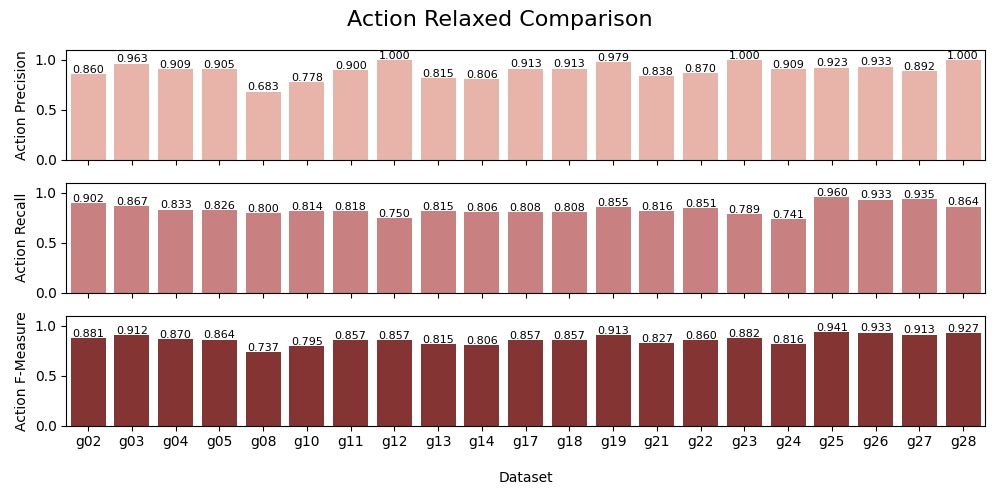 Action Relaxed Comparison
Action Precision
1.0
0.5
0.0
0.860 0.963 0.909 0.905 0.683 0.778 0.900 1.000 0.815 0.806 0.913 0.913 0.979 0.838 0.870 1.000 0.909 0.923 0.933 0.892 1.000
Action Recall
1.0
0.5
0.0
0.902 0.867 0.833 0.826 0.800 0.814 0.818 0.750 0.815 0.806 0.808 0.808 0.855 0.816 0.851 0.789 0.741 0.960 0.933 0.935 0.864
Action F-Measure
1.0
0.5
0.0
0.881 0.912 0.870 0.864 0.737 0.795 0.857 0.857 0.815 0.806 0.857 0.857 0.913 0.827 0.860 0.882 0.816 0.941 0.933 0.913 0.927
g02 g03 g04 g05 g08 g10 g11 g12 g13 g14 g17 g18 g19 g21 g22 g23 g24 g25 g26 g27 g28
Dataset